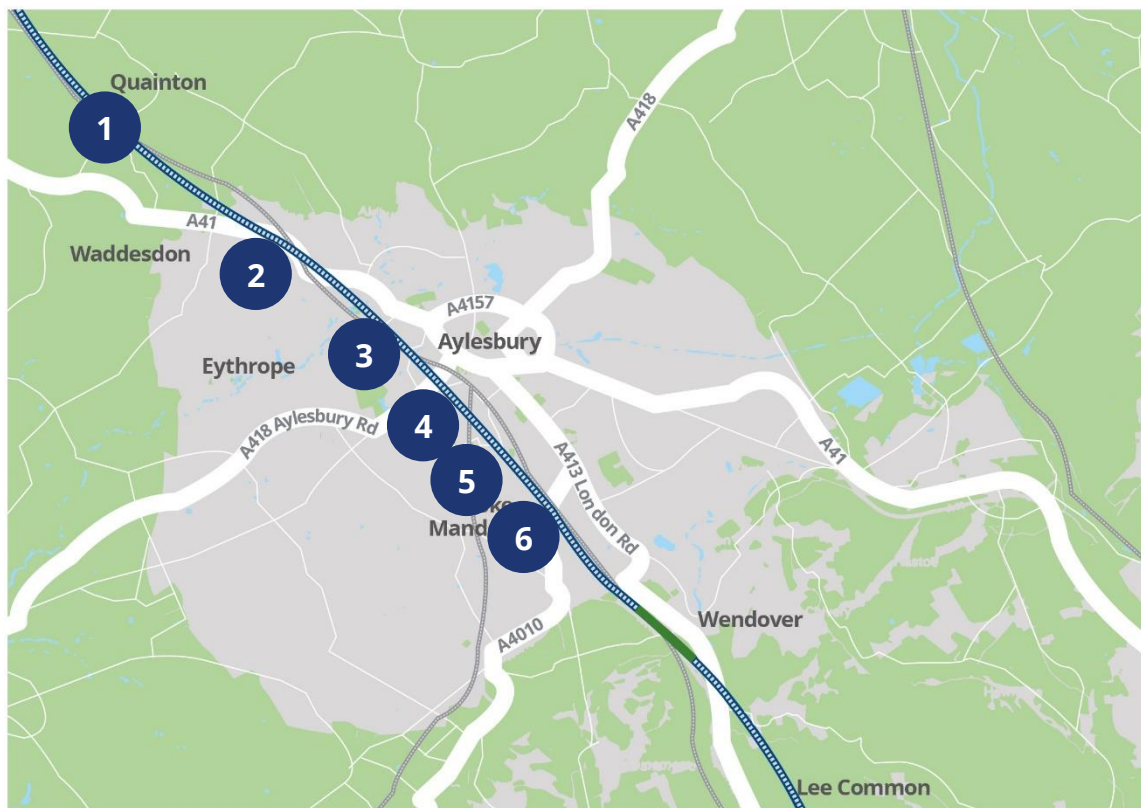 Quainton
1
A418
A41
Waddesdon
2
A4157
Aylesbury
3
Eythrope
A418 Aylesbury Rd
4
A413 London Rd
A41
5
Mand
6
Wendover
A4010
Lee Common